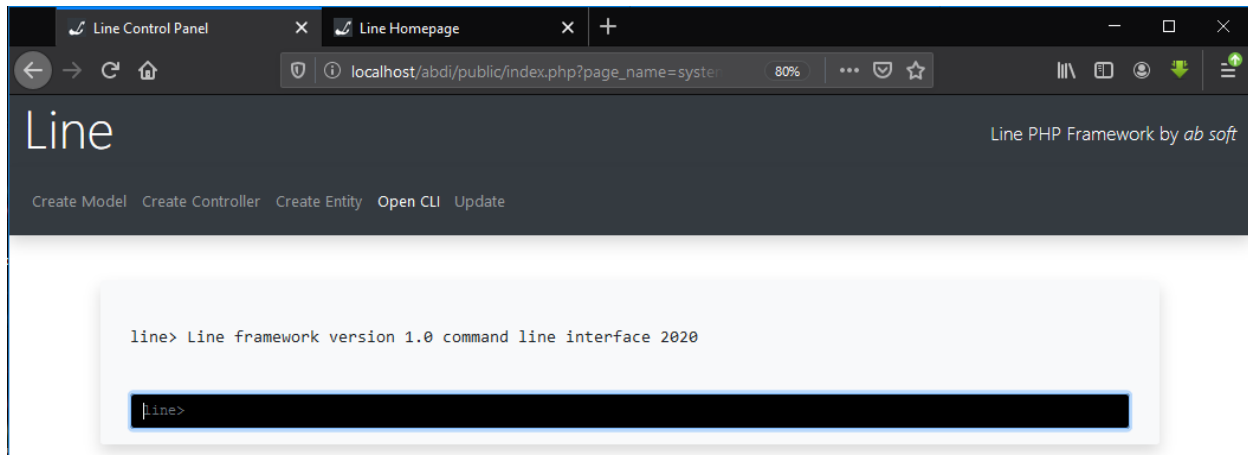 Line Control Panel
Line Homepage
localhost/abdi/public/index.php?page_name=system
80%
Line
Line PHP Framework by ab soft
Create Model Create Controller Create Entity Open CLI Update
line> Line framework version 1.0 command line interface 2020
line>